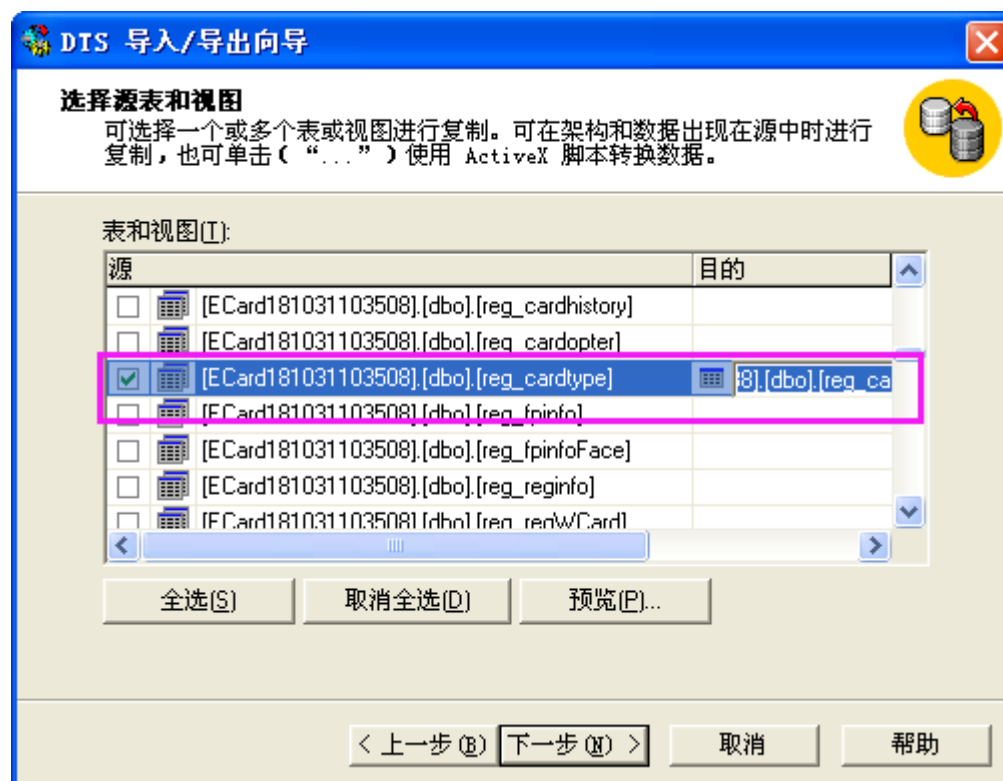 DTS 导入/导出向导
选择源表和视图
可选择一个或多个表或视图进行复制。可在架构和数据出现在源中时进行
复制，也可单击(“...”)使用 ActiveX 脚本转换数据。
表和视图(T):
源 目的
[ECard181031103508].[dbo].[reg_cardhistory]
[ECard181031103508].[dbo].[reg_cardopter]
[ECard181031103508].[dbo].[reg_cardtype] 8].[dbo].[reg_ca
[ECard181031103508].[dbo].[reg_fpinfo]
[ECard181031103508].[dbo].[reg_fpinfoFace]
[ECard181031103508].[dbo].[reg_reginfo]
[ECard181031103508].[dbo].[reg_regWCard]
全选(S) 取消全选(D) 预览(P)...
< 上一步(B) 下一步(N) > 取消 帮助